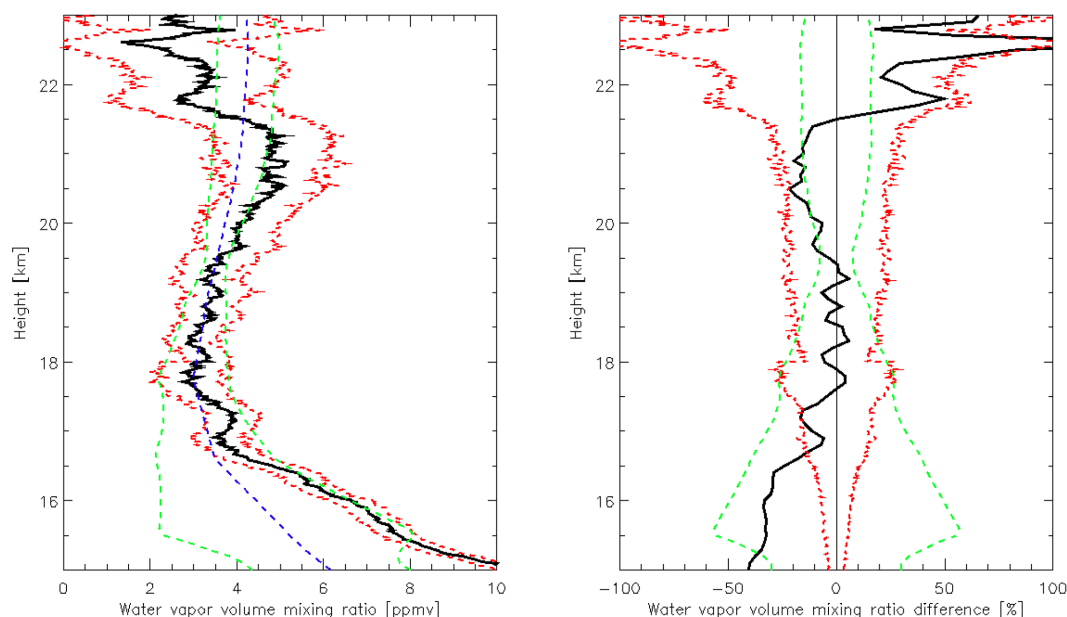 22
20
18
16
Height [km]
0 2 4 6 8 10
Water vapor volume mixing ratio [ppmv]
22
20
18
16
Height [km]
−100 −50 0 50 100
Water vapor volume mixing ratio difference [%]